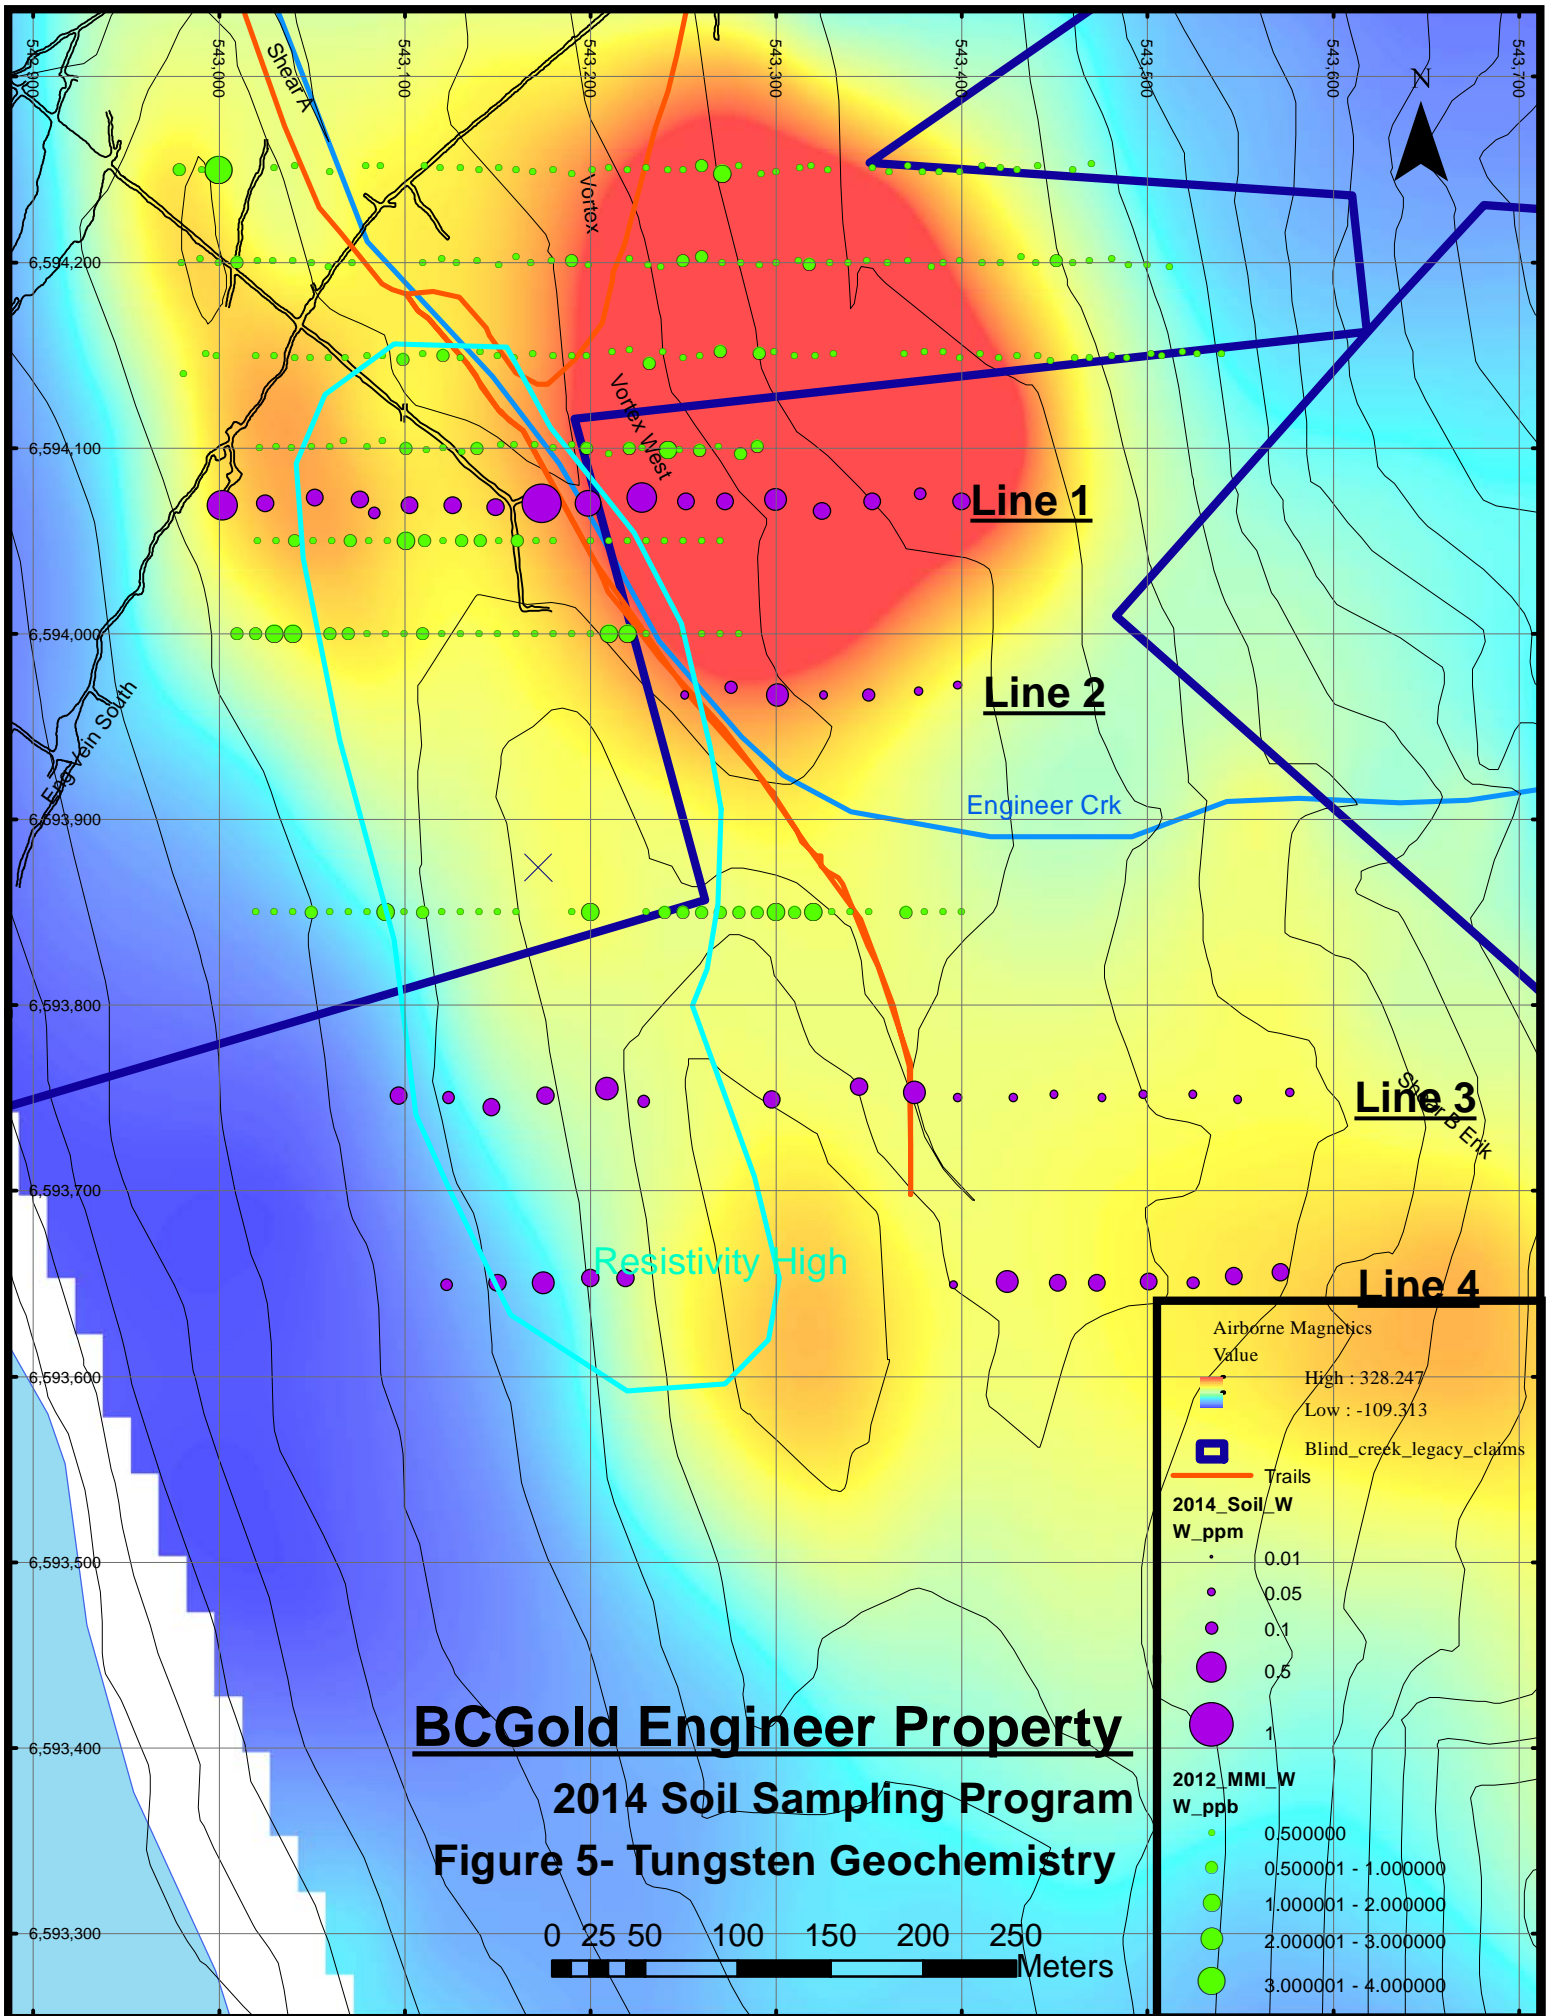 542,900
543,000
543,100
543,200
543,300
543,400
543,500
543,600
543,700
N
Shear A
Vortex
6,594,200
Vortex West
6,594,100
Line 1
6,594,000
Line 2
Eng Vein South
Engineer Crk
6,593,900
6,593,800
Line 3
Shear B Erik
6,593,700
Resistivity High
Line 4
6,593,600
6,593,500
6,593,400
6,593,300
Airborne Magnetics
Value
High : 328.247
Low : -109.313
Blind_creek_legacy_claims
Trails
2014_Soil_W
W_ppm
0.01
0.05
0.1
0.5
1
2012_MMI_W
W_ppb
0.500000
0.500001 - 1.000000
1.000001 - 2.000000
2.000001 - 3.000000
3.000001 - 4.000000
BCGold Engineer Property
2014 Soil Sampling Program
Figure 5- Tungsten Geochemistry
0 25 50 100 150 200 250
Meters